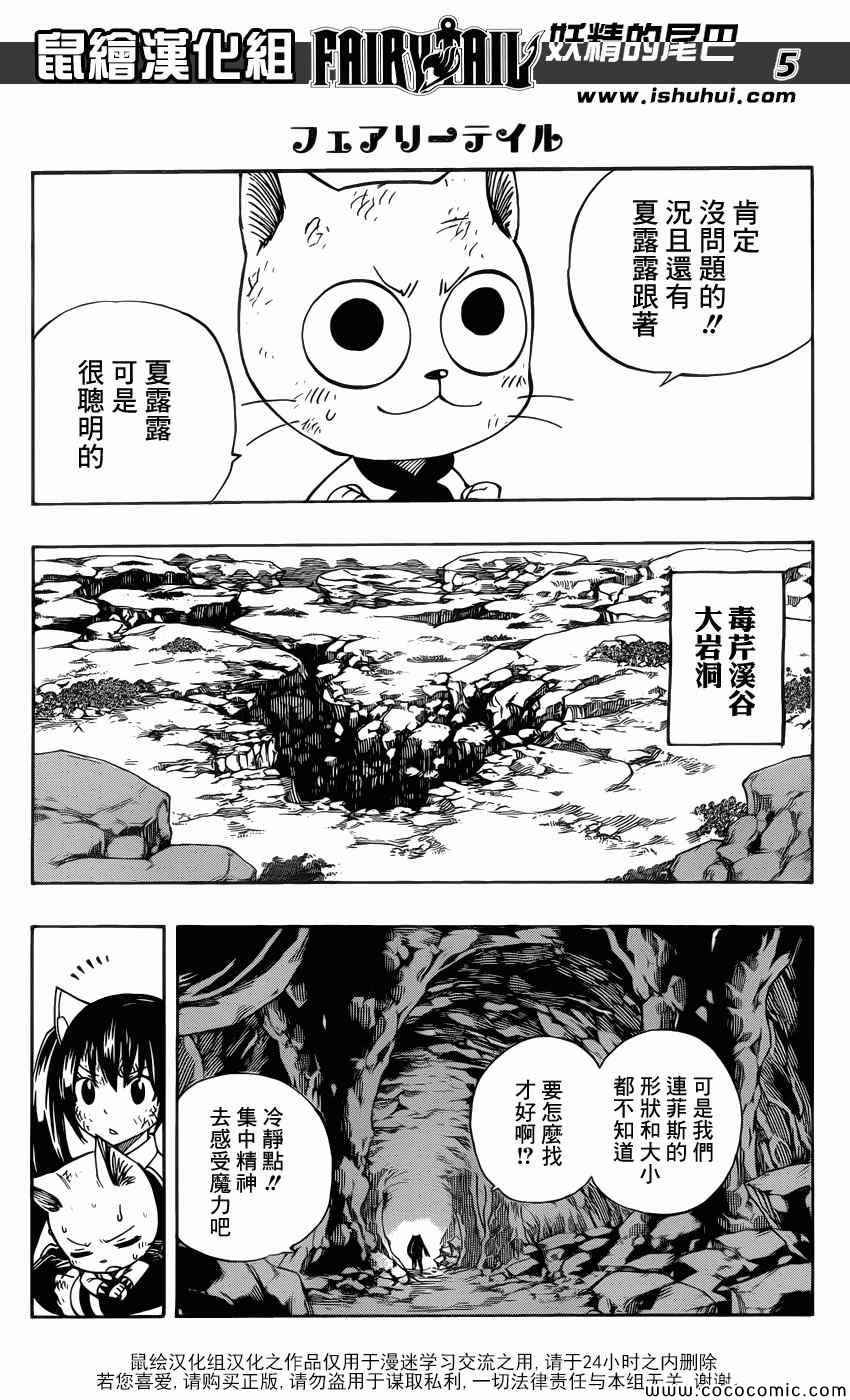 鼠繪漢化組
FAIRY TAIL
妖精的尾巴
5
www.ishuhui.com
フェアリーテイル
肯定
沒問題的!!
況且還有
夏露露跟著
夏露露
可是
很聰明的
毒芹溪谷
大岩洞
可是我們
連菲斯的
形狀和大小
都不知道
要怎麼找
才好啊!?
冷靜點!!
集中精神
去感受魔力吧
鼠绘汉化组汉化之作品仅用于漫迷学习交流之用, 请于24小时之内删除
若您喜爱, 请购买正版, 请勿用于谋取私利, 一切法律责任与本组无关, 谢谢.
www.cococomic.com